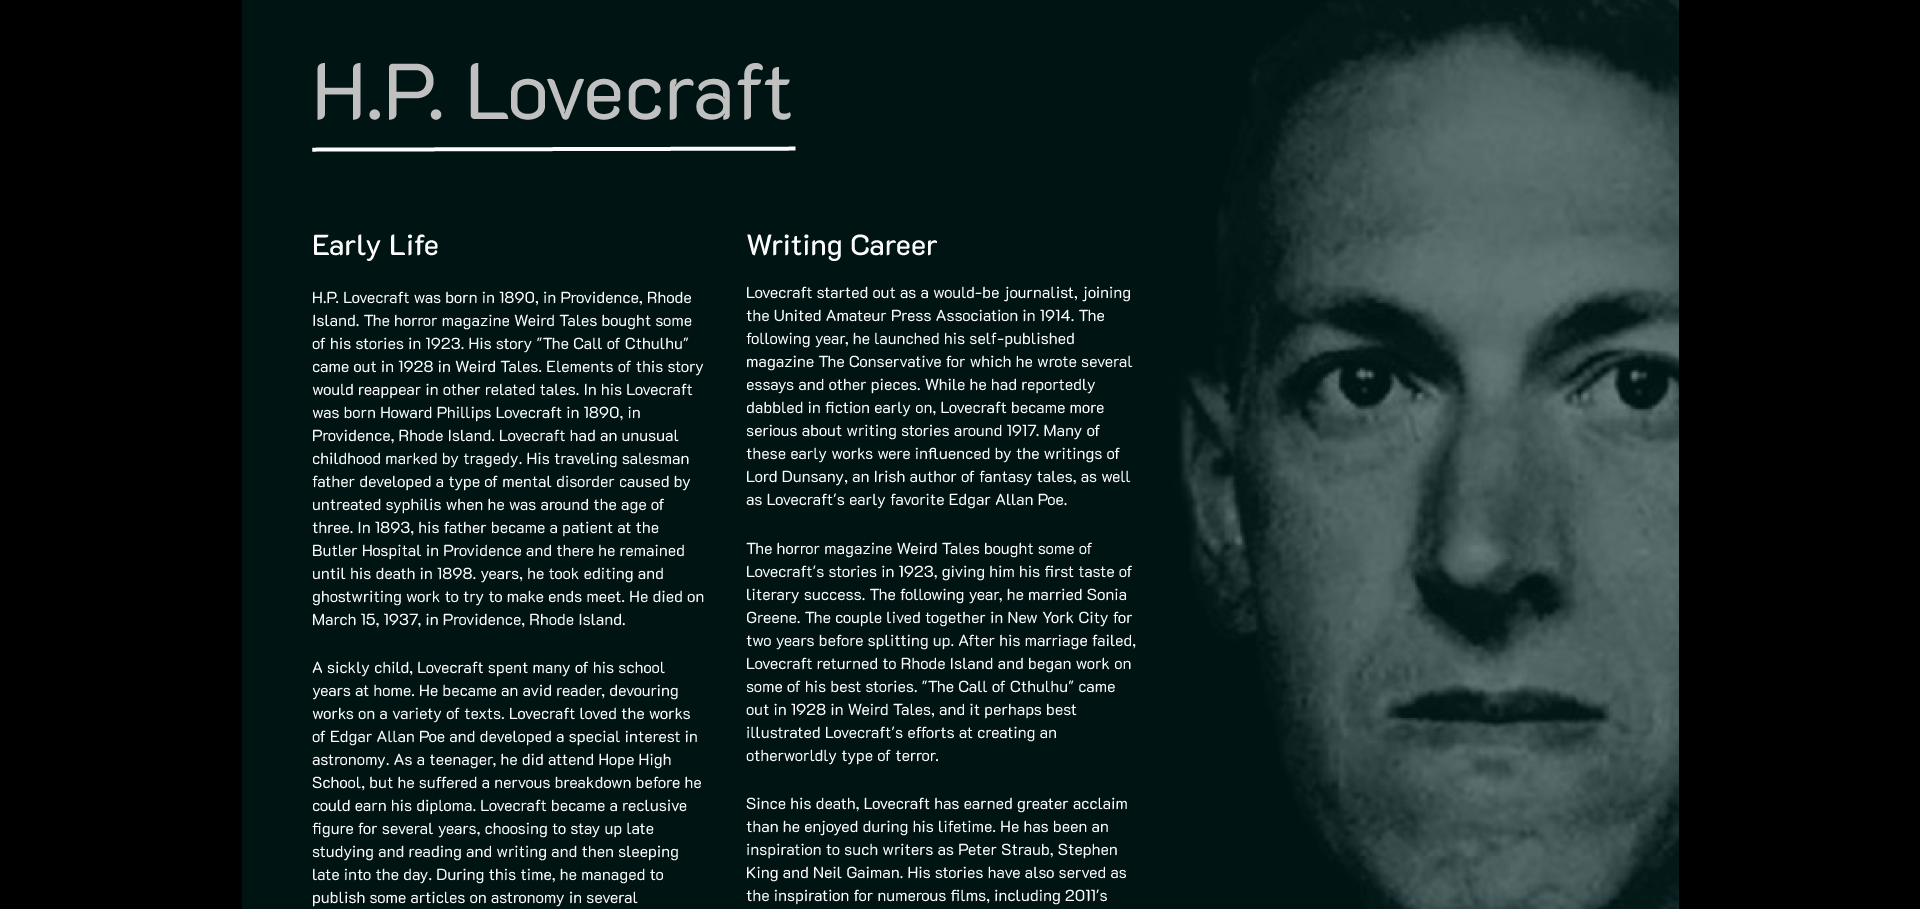 H.P. Lovecraft
Early Life
H.P. Lovecraft was born in 1890, in Providence, Rhode
Island. The horror magazine Weird Tales bought some
of his stories in 1923. His story "The Call of Cthulhu"
came out in 1928 in Weird Tales. Elements of this story
would reappear in other related tales. In his Lovecraft
was born Howard Phillips Lovecraft in 1890, in
Providence, Rhode Island. Lovecraft had an unusual
childhood marked by tragedy. His traveling salesman
father developed a type of mental disorder caused by
untreated syphilis when he was around the age of
three. In 1893, his father became a patient at the
Butler Hospital in Providence and there he remained
until his death in 1898. years, he took editing and
ghostwriting work to try to make ends meet. He died on
March 15, 1937, in Providence, Rhode Island.
A sickly child, Lovecraft spent many of his school
years at home. He became an avid reader, devouring
works on a variety of texts. Lovecraft loved the works
of Edgar Allan Poe and developed a special interest in
astronomy. As a teenager, he did attend Hope High
School, but he suffered a nervous breakdown before he
could earn his diploma. Lovecraft became a reclusive
figure for several years, choosing to stay up late
studying and reading and writing and then sleeping
late into the day. During this time, he managed to
publish some articles on astronomy in several
Writing Career
Lovecraft started out as a would-be journalist, joining
the United Amateur Press Association in 1914. The
following year, he launched his self-published
magazine The Conservative for which he wrote several
essays and other pieces. While he had reportedly
dabbled in fiction early on, Lovecraft became more
serious about writing stories around 1917. Many of
these early works were influenced by the writings of
Lord Dunsany, an Irish author of fantasy tales, as well
as Lovecraft's early favorite Edgar Allan Poe.
The horror magazine Weird Tales bought some of
Lovecraft's stories in 1923, giving him his first taste of
literary success. The following year, he married Sonia
Greene. The couple lived together in New York City for
two years before splitting up. After his marriage failed,
Lovecraft returned to Rhode Island and began work on
some of his best stories. "The Call of Cthulhu" came
out in 1928 in Weird Tales, and it perhaps best
illustrated Lovecraft's efforts at creating an
otherworldly type of terror.
Since his death, Lovecraft has earned greater acclaim
than he enjoyed during his lifetime. He has been an
inspiration to such writers as Peter Straub, Stephen
King and Neil Gaiman. His stories have also served as
the inspiration for numerous films, including 2011's